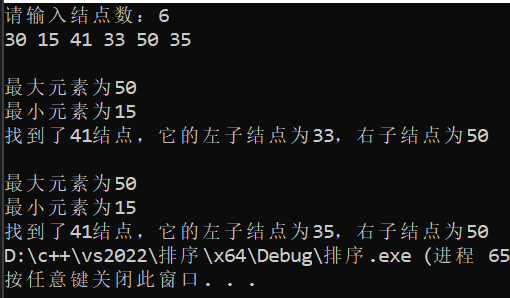 请输入结点数：6
30 15 41 33 50 35
最大元素为50
最小元素为15
找到了41结点，它的左子结点为33，右子结点为50
最大元素为50
最小元素为15
找到了41结点，它的左子结点为35，右子结点为50
D:\c++\vs2022\排序\x64\Debug\排序.exe (进程 65
按任意键关闭此窗口. . .